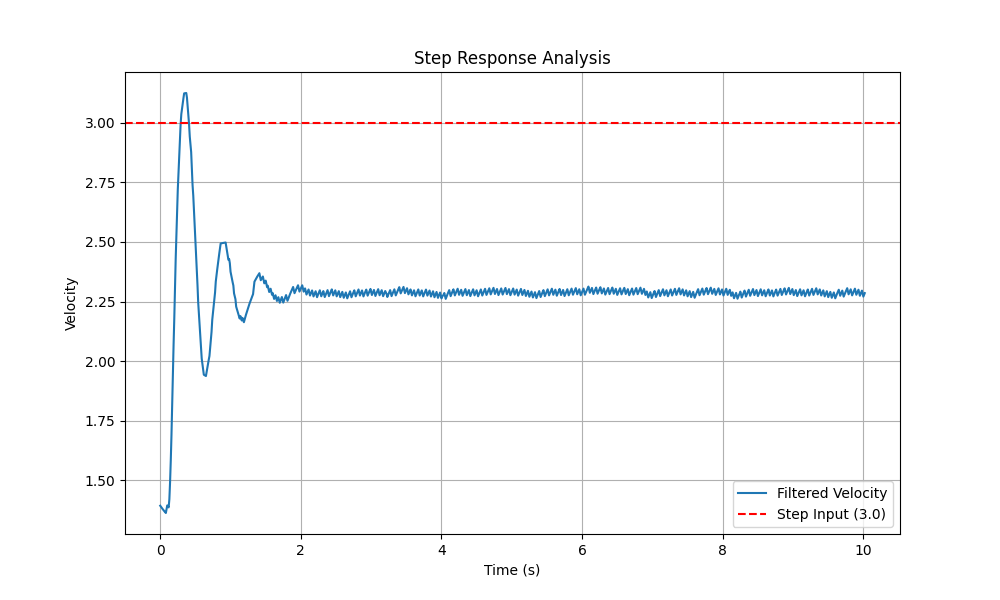 Step Response Analysis
Velocity
3.00
2.75
2.50
2.25
2.00
1.75
1.50
0 2 4 6 8 10
Time (s)
Filtered Velocity
Step Input (3.0)